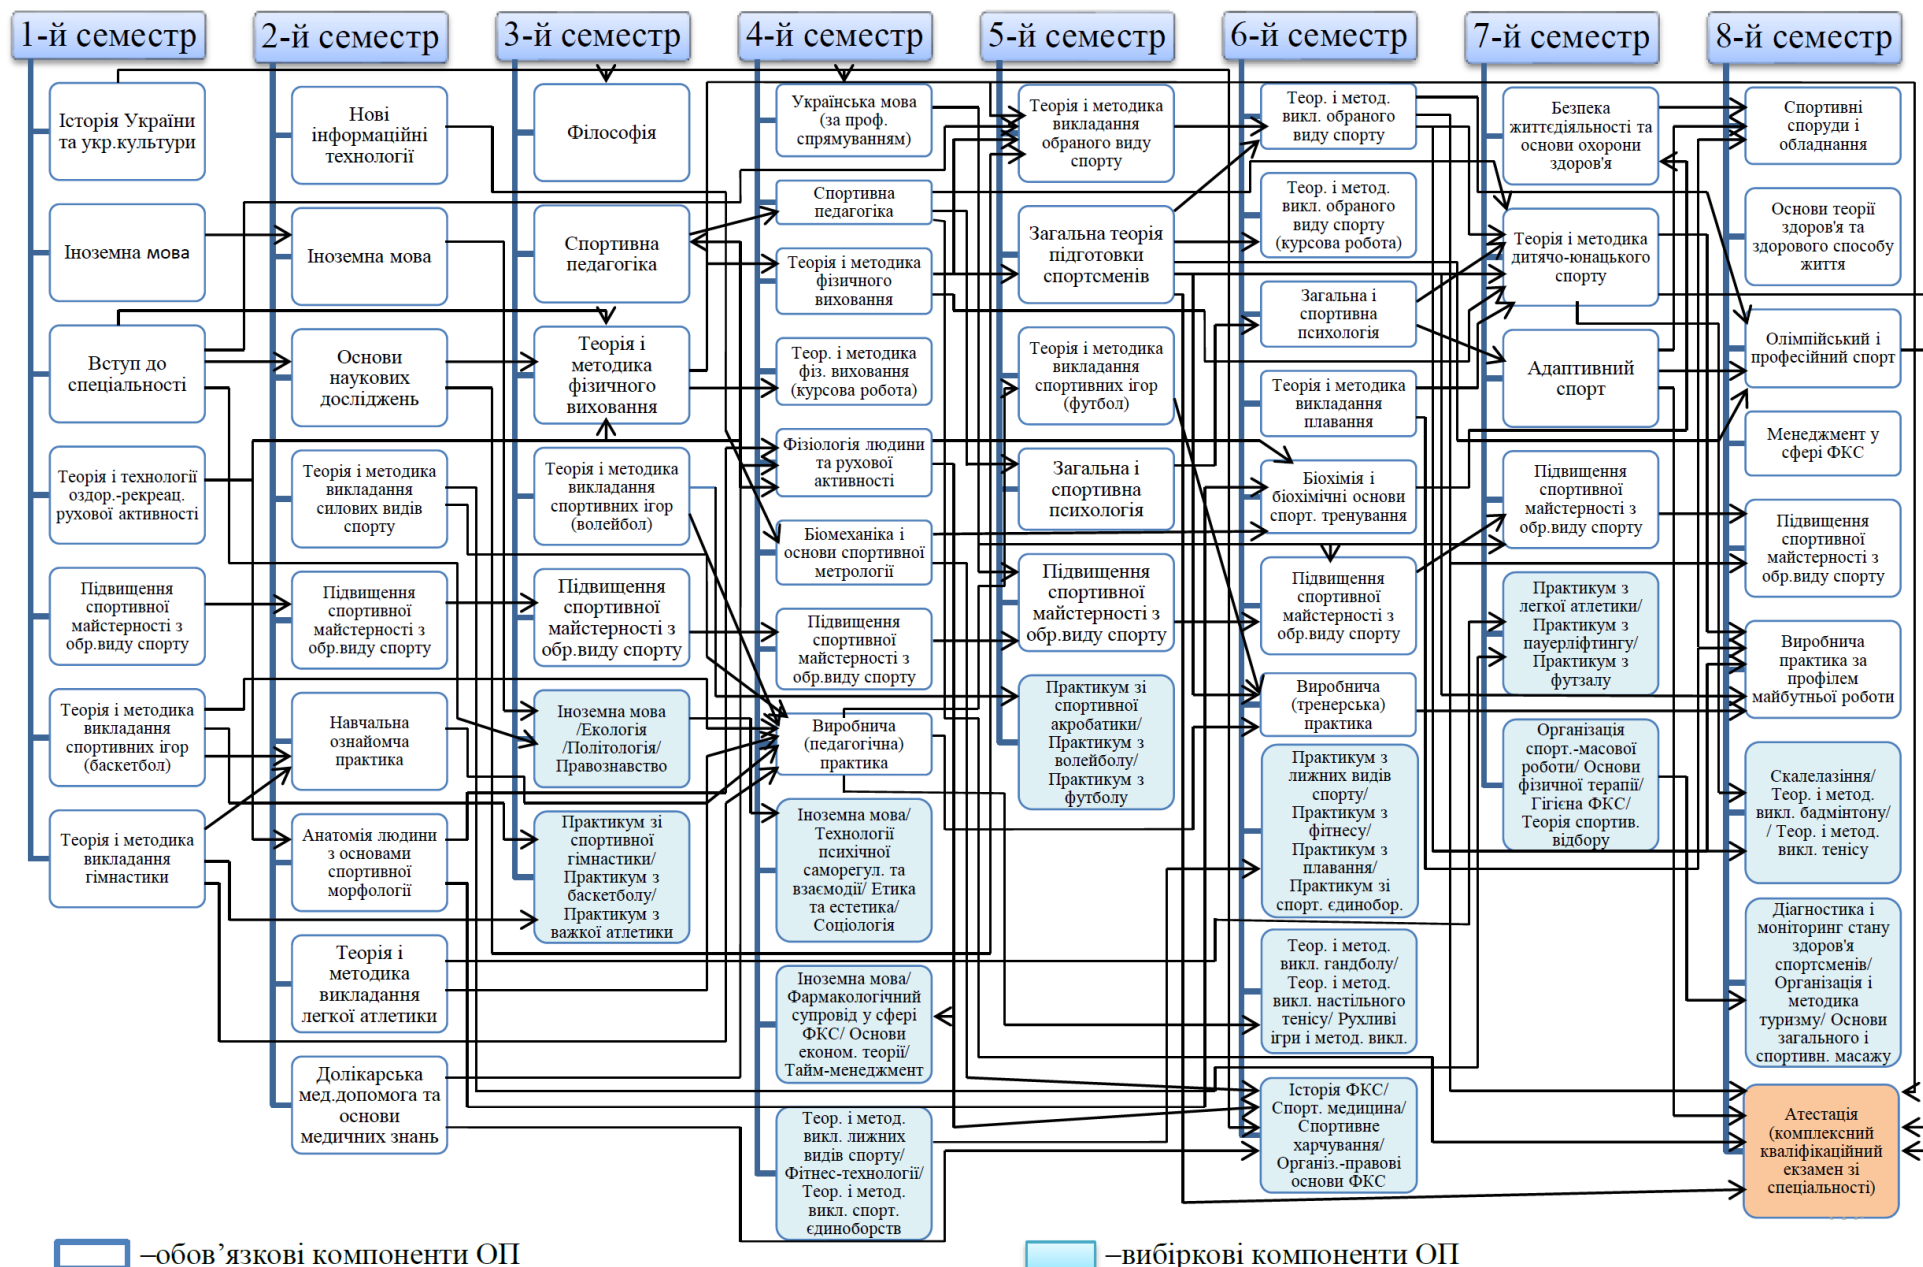 1-й семестр
Історія України
та укр.культури
Іноземна мова
Вступ до
спеціальності
Теорія і технології
оздор.-рекреац.
рухової активності
Підвищення
спортивної
майстерності з
обр.виду спорту
Теорія і методика
викладання
спортивних ігор
(баскетбол)
Теорія і методика
викладання
гімнастики
2-й семестр
Нові
інформаційні
технології
Іноземна мова
Основи
наукових
досліджень
Теорія і методика
викладання
силових видів
спорту
Підвищення
спортивної
майстерності з
обр.виду спорту
Навчальна
ознайомча
практика
Анатомія людини
з основами
спортивної
морфології
Теорія і
методика
викладання
легкої атлетики
Долікарська
мед.допомога та
основи
медичних знань
3-й семестр
Філософія
Спортивна
педагогіка
Теорія і
методика
фізичного
виховання
Теорія і методика
викладання
спортивних ігор
(волейбол)
Підвищення
спортивної
майстерності з
обр.виду спорту
Іноземна мова
/Екологія
/Політологія/
Правознавство
Практикум зі
спортивної
гімнастики/
Практикум з
баскетболу/
Практикум з
важкої атлетики
4-й семестр
Українська мова
(за проф.
спрямуванням)
Спортивна
педагогіка
Теорія і методика
фізичного
виховання
Теор. і методика
фіз. виховання
(курсова робота)
Фізіологія людини
та рухової
активності
Біомеханіка і
основи спортивної
метрології
Підвищення
спортивної
майстерності з
обр.виду спорту
Виробнича
(педагогічна)
практика
Іноземна мова/
Технології
психічної
саморегул. та
взаємодії/ Етика
та естетика/
Соціологія
Іноземна мова/
Фармакологічний
супровід у сфері
ФКС/ Основи
економ. теорії/
Тайм-менеджмент
Теор. і метод.
викл. лижних
видів спорту/
Фітнес-технології/
Теор. і метод.
викл. спорт.
єдиноборств
5-й семестр
Теорія і методика
викладання
обраного виду
спорту
Загальна теорія
підготовки
спортсменів
Теорія і методика
викладання
спортивних ігор
(футбол)
Загальна і
спортивна
психологія
Підвищення
спортивної
майстерності з
обр.виду спорту
Практикум зі
спортивної
акробатики/
Практикум з
волейболу/
Практикум з
футболу
6-й семестр
Теор. і метод.
викл. обраного
виду спорту
Теор. і метод.
викл. обраного
виду спорту
(курсова робота)
Загальна і
спортивна
психологія
Теорія і методика
викладання
плавання
Біохімія і
біохімічні основи
спорт. тренування
Підвищення
спортивної
майстерності з
обр.виду спорту
Виробнича
(тренерська)
практика
Практикум з
лижних видів
спорту/
Практикум з
фітнесу/
Практикум з
плавання/
Практикум зі
спорт. єдинобор.
Теор. і метод.
викл. гандболу/
Теор. і метод.
викл. настільного
тенісу/ Рухливі
ігри і метод. викл.
Історія ФКС/
Спорт. медицина/
Спортивне
харчування/
Організ.-правові
основи ФКС
7-й семестр
Безпека
життєдіяльності та
основи охорони
здоров'я
Теорія і методика
дитячо-юнацького
спорту
Адаптивний
спорт
Підвищення
спортивної
майстерності з
обр.виду спорту
Практикум з
легкої атлетики/
Практикум з
пауерліфтингу/
Практикум з
футзалу
Організація
спорт.-масової
роботи/ Основи
фізичної терапії/
Гігієна ФКС/
Теорія спортив.
відбору
8-й семестр
Спортивні
споруди і
обладнання
Основи теорії
здоров'я та
здорового способу
життя
Олімпійський і
професійний спорт
Менеджмент у
сфері ФКС
Підвищення
спортивної
майстерності з
обр.виду спорту
Виробнича
практика за
профілем
майбутньої роботи
Скалелазіння/
Теор. і метод.
викл. бадмінтону/
/ Теор. і метод.
викл. тенісу
Діагностика і
моніторинг стану
здоров'я
спортсменів/
Організація і
методика
туризму/ Основи
загального і
спортивн. масажу
Атестація
(комплексний
кваліфікаційний
екзамен зі
спеціальності)
–обов’язкові компоненти ОП
–вибіркові компоненти ОП